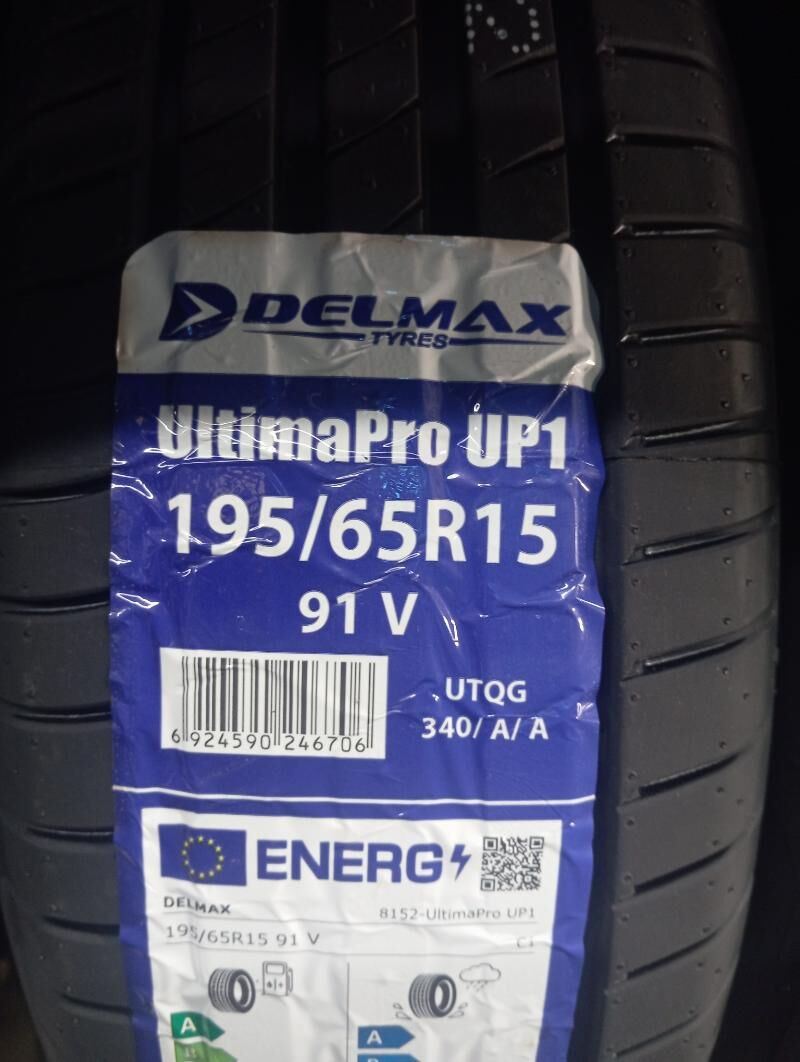 DELMAX
TYRES
UltimaPro UP1
195/65R15
91 V
6 924590 246706
UTQG
340/ A/ A
ENERG
DELMAX
8152-UltimaPro UP1
195/65R15 91 V
C1
A
B
A